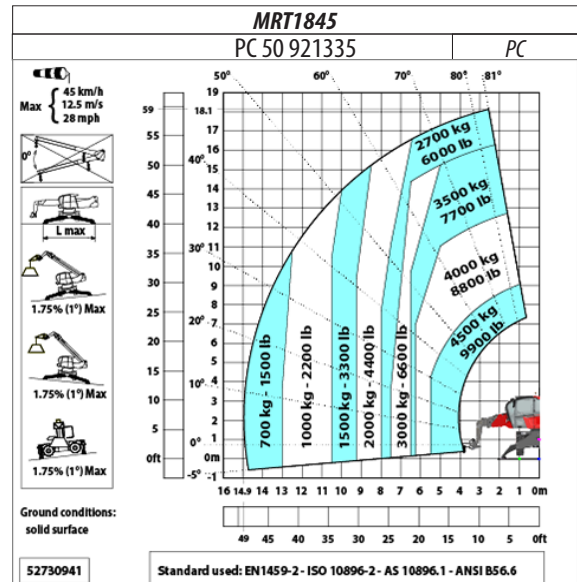 MRT1845
PC 50 921335 PC
Max 45 km/h
12.5 m/s
28 mph
0°
L max
1.75% (1°) Max
1.75% (1°) Max
1.75% (1°) Max
Ground conditions:
solid surface
52730941
59
55
50
45
40
35
30
25
20
15
10
5
0ft
19
18.1
17
16
15
14
13
12
11
10
9
8
7
6
5
4
3
2
1
0m
-1
50° 60° 70° 80° 81°
40°
30°
20°
10°
0°
-5°
2700 kg
6000 lb
3500 kg
7700 lb
4000 kg
8800 lb
4500 kg
9900 lb
700 kg - 1500 lb
1000 kg - 2200 lb
1500 kg - 3300 lb
2000 kg - 4400 lb
3000 kg - 6600 lb
16 14.9 14 13 12 11 10 9 8 7 6 5 4 3 2 1 0m
49 45 40 35 30 25 20 15 10 5 0ft
Standard used: EN1459-2 - ISO 10896-2 - AS 10896.1 - ANSI B56.6